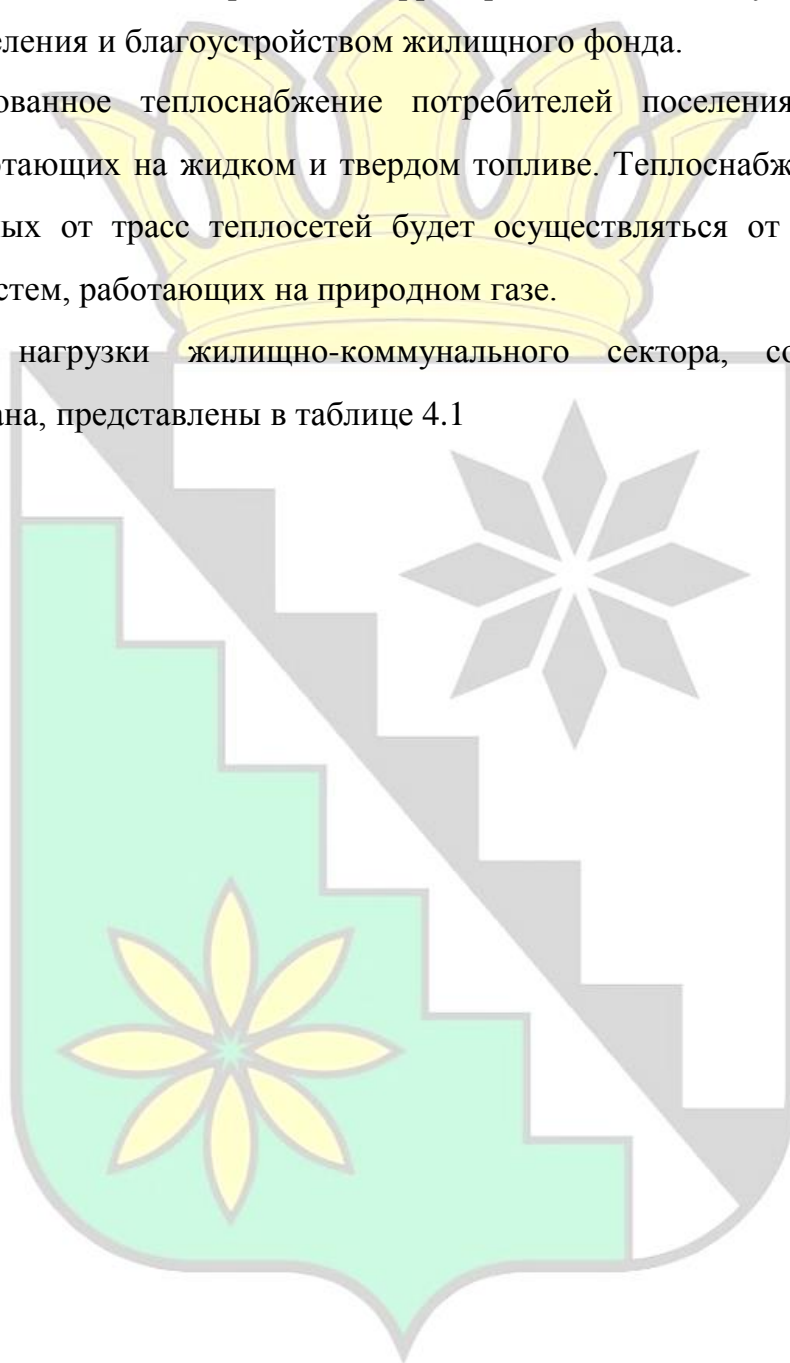 еления и благоустройством жилищного фонда.
ованное теплоснабжение потребителей поселения
отающих на жидком и твердом топливе. Теплоснабж
ых от трасс теплосетей будет осуществляться от
стем, работающих на природном газе.
нагрузки жилищно-коммунального сектора, со
ана, представлены в таблице 4.1